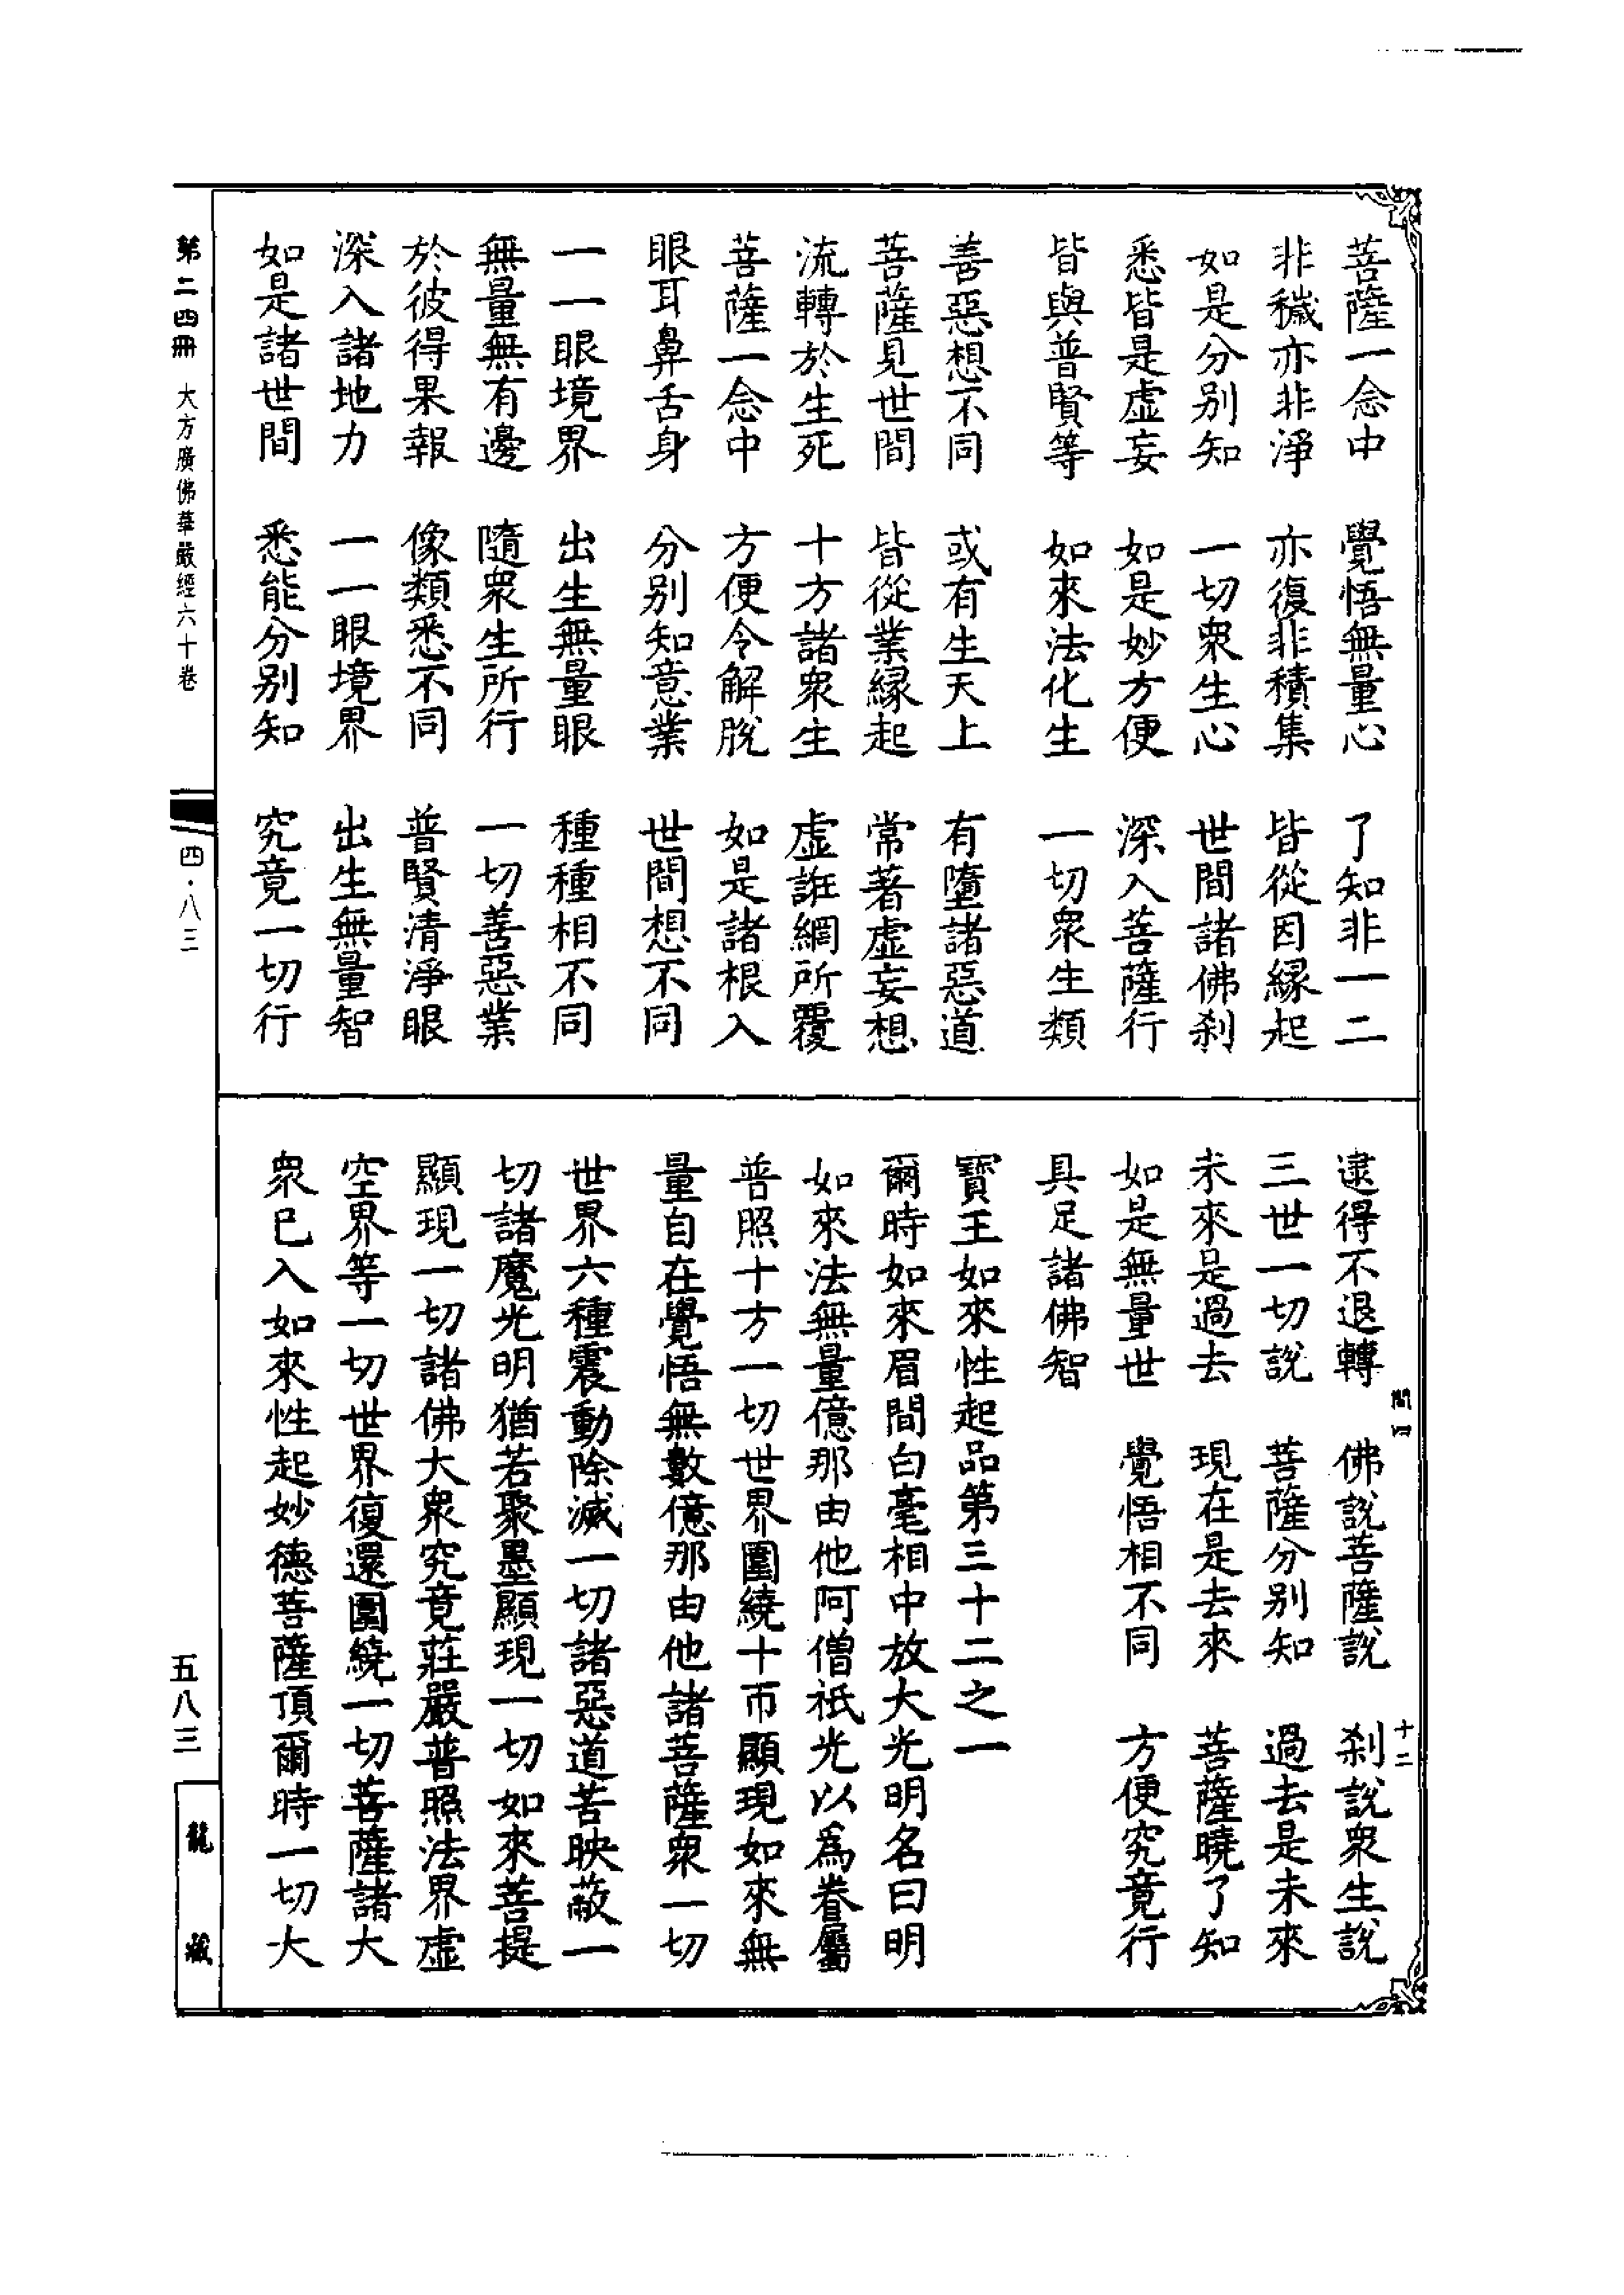 菩薩一念中　覺悟無量心　了知非一二
非穢亦非淨　亦復非積集　皆從因緣起
如是分别知　一切衆生心　世間諸佛刹
悉皆是虛妄　如是妙方便　深入菩薩行
皆與普賢等　如來法化生　一切衆生類
善惡想不同　或有生天上　有墮諸惡道
菩薩見世間　皆從業緣起　常著虛妄想
流轉於生死　十方諸衆生　虛誑網所覆
菩薩一念中　方便令解脫　如是諸根入
眼耳鼻舌身　分别知意業　世間想不同
一一眼境界　出生無量眼　種種相不同
無量無有邊　隨衆生所行　一切善惡業
於彼得果報　像類悉不同　普賢清淨眼
深入諸地力　一一眼境界　出生無量智
如是諸世間　悉能分别知　究竟一切行
逮得不退轉　佛說菩薩說　刹說衆生說
三世一切說　菩薩分别知　過去是未來
未來是過去　現在是去來　菩薩曉了知
如是無量世　覺悟相不同　方便究竟行
具足諸佛智
寶王如來性起品第三十二之一
爾時如來眉間白毫相中放大光明名曰明
如來法無量億那由他阿僧祇光以爲眷屬
普照十方一切世界圍繞十帀顯現如來無
量自在覺悟無數億那由他諸菩薩衆一切
世界六種震動除滅一切諸惡道苦映蔽一
切諸魔光明猶若聚墨顯現一切如來菩提
顯現一切諸佛大衆究竟莊嚴普照法界虛
空界等一切世界復還圍繞一切菩薩諸大
衆已入如來性起妙德菩薩頂爾時一切大
十二
第二四冊　大方廣佛華嚴經六十卷
四·八三
五八三
龍藏